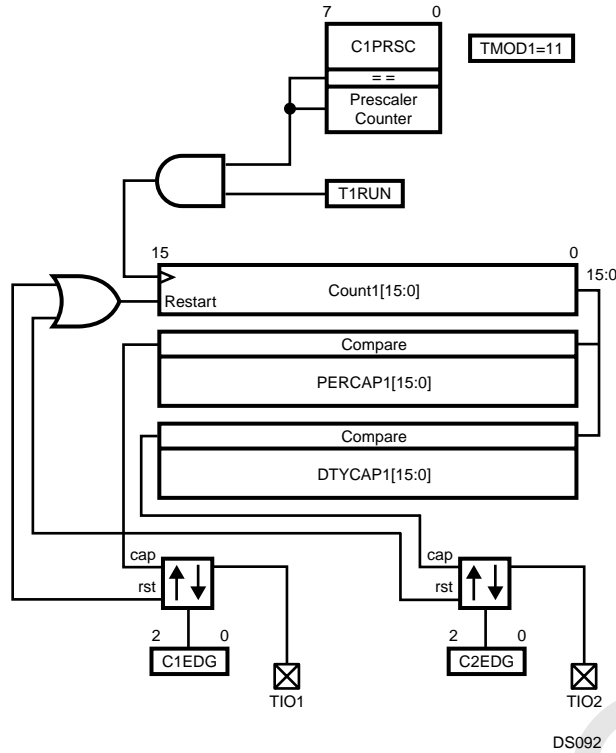 7 0
C1PRSC
TMOD1=11
= =
Prescaler
Counter
T1RUN
15 0
15:0
Count1[15:0]
Restart
Compare
PERCAP1[15:0]
Compare
DTYCAP1[15:0]
cap
rst
cap
rst
2 0
2 0
C1EDG
C2EDG
TIO1
TIO2
DS092